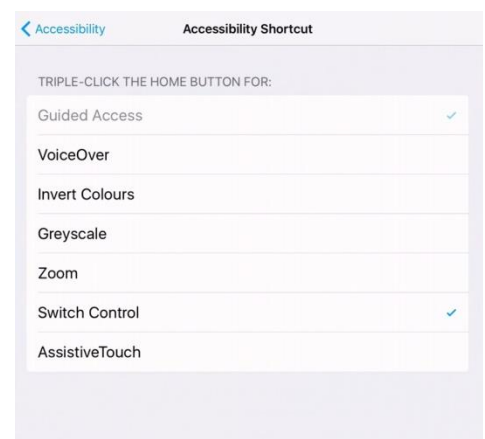 Accessibility Accessibility Shortcut
TRIPLE-CLICK THE HOME BUTTON FOR:
Guided Access
VoiceOver
Invert Colours
Greyscale
Zoom
Switch Control
AssistiveTouch